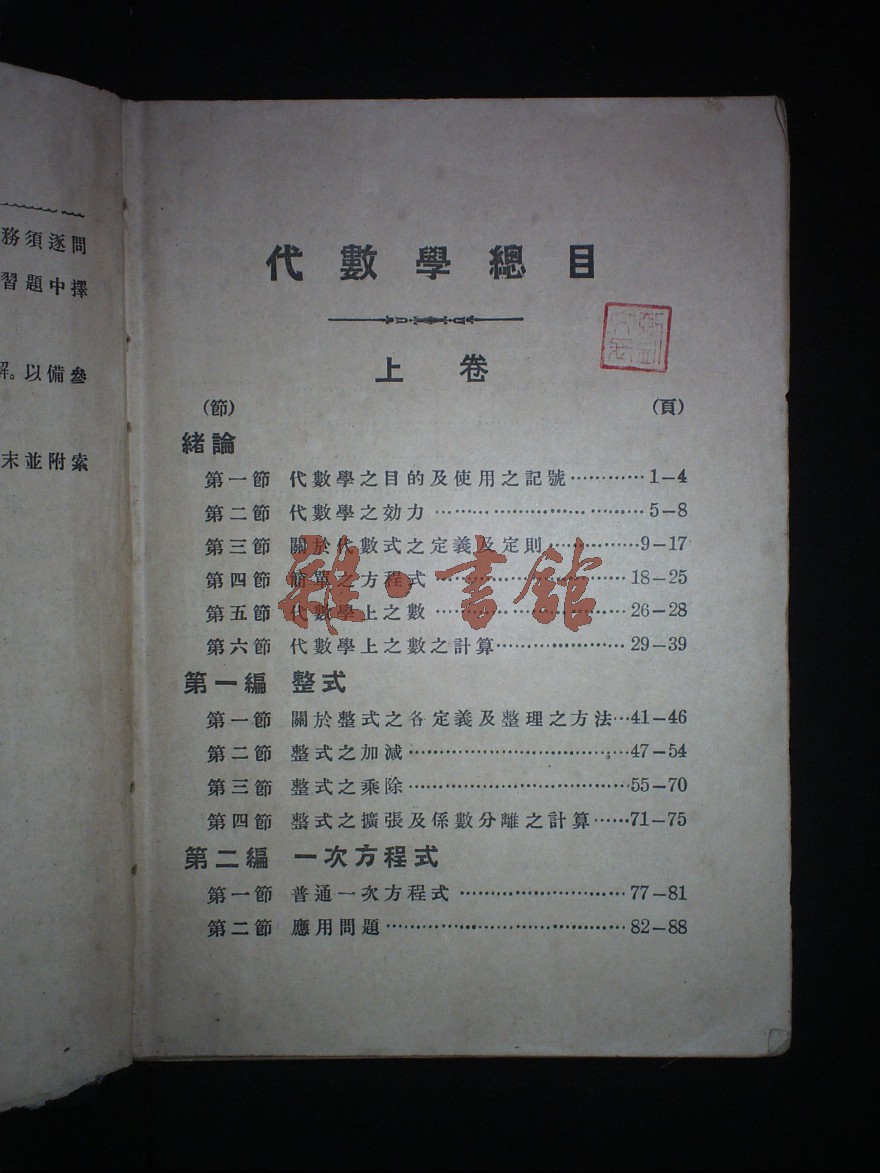 務須逐問
習題中擇
解。以備參
末並附索
代數學總目
上卷
(節) (頁)
緒論
第一節 代數學之目的及使用之記號…………1—4
第二節 代數學之効力………………………5—8
第三節 關於代數式之定義及定則……………9—17
第四節 簡單之方程式………………………18—25
第五節 代數學上之數………………………26—28
第六節 代數學上之數之計算………………29—39
第一編 整式
第一節 關於整式之各定義及整理之方法…41—46
第二節 整式之加減…………………………47—54
第三節 整式之乘除…………………………55—70
第四節 整式之擴張及係數分離之計算……71—75
第二編 一次方程式
第一節 普通一次方程式……………………77—81
第二節 應用問題……………………………82—88
雜·書館